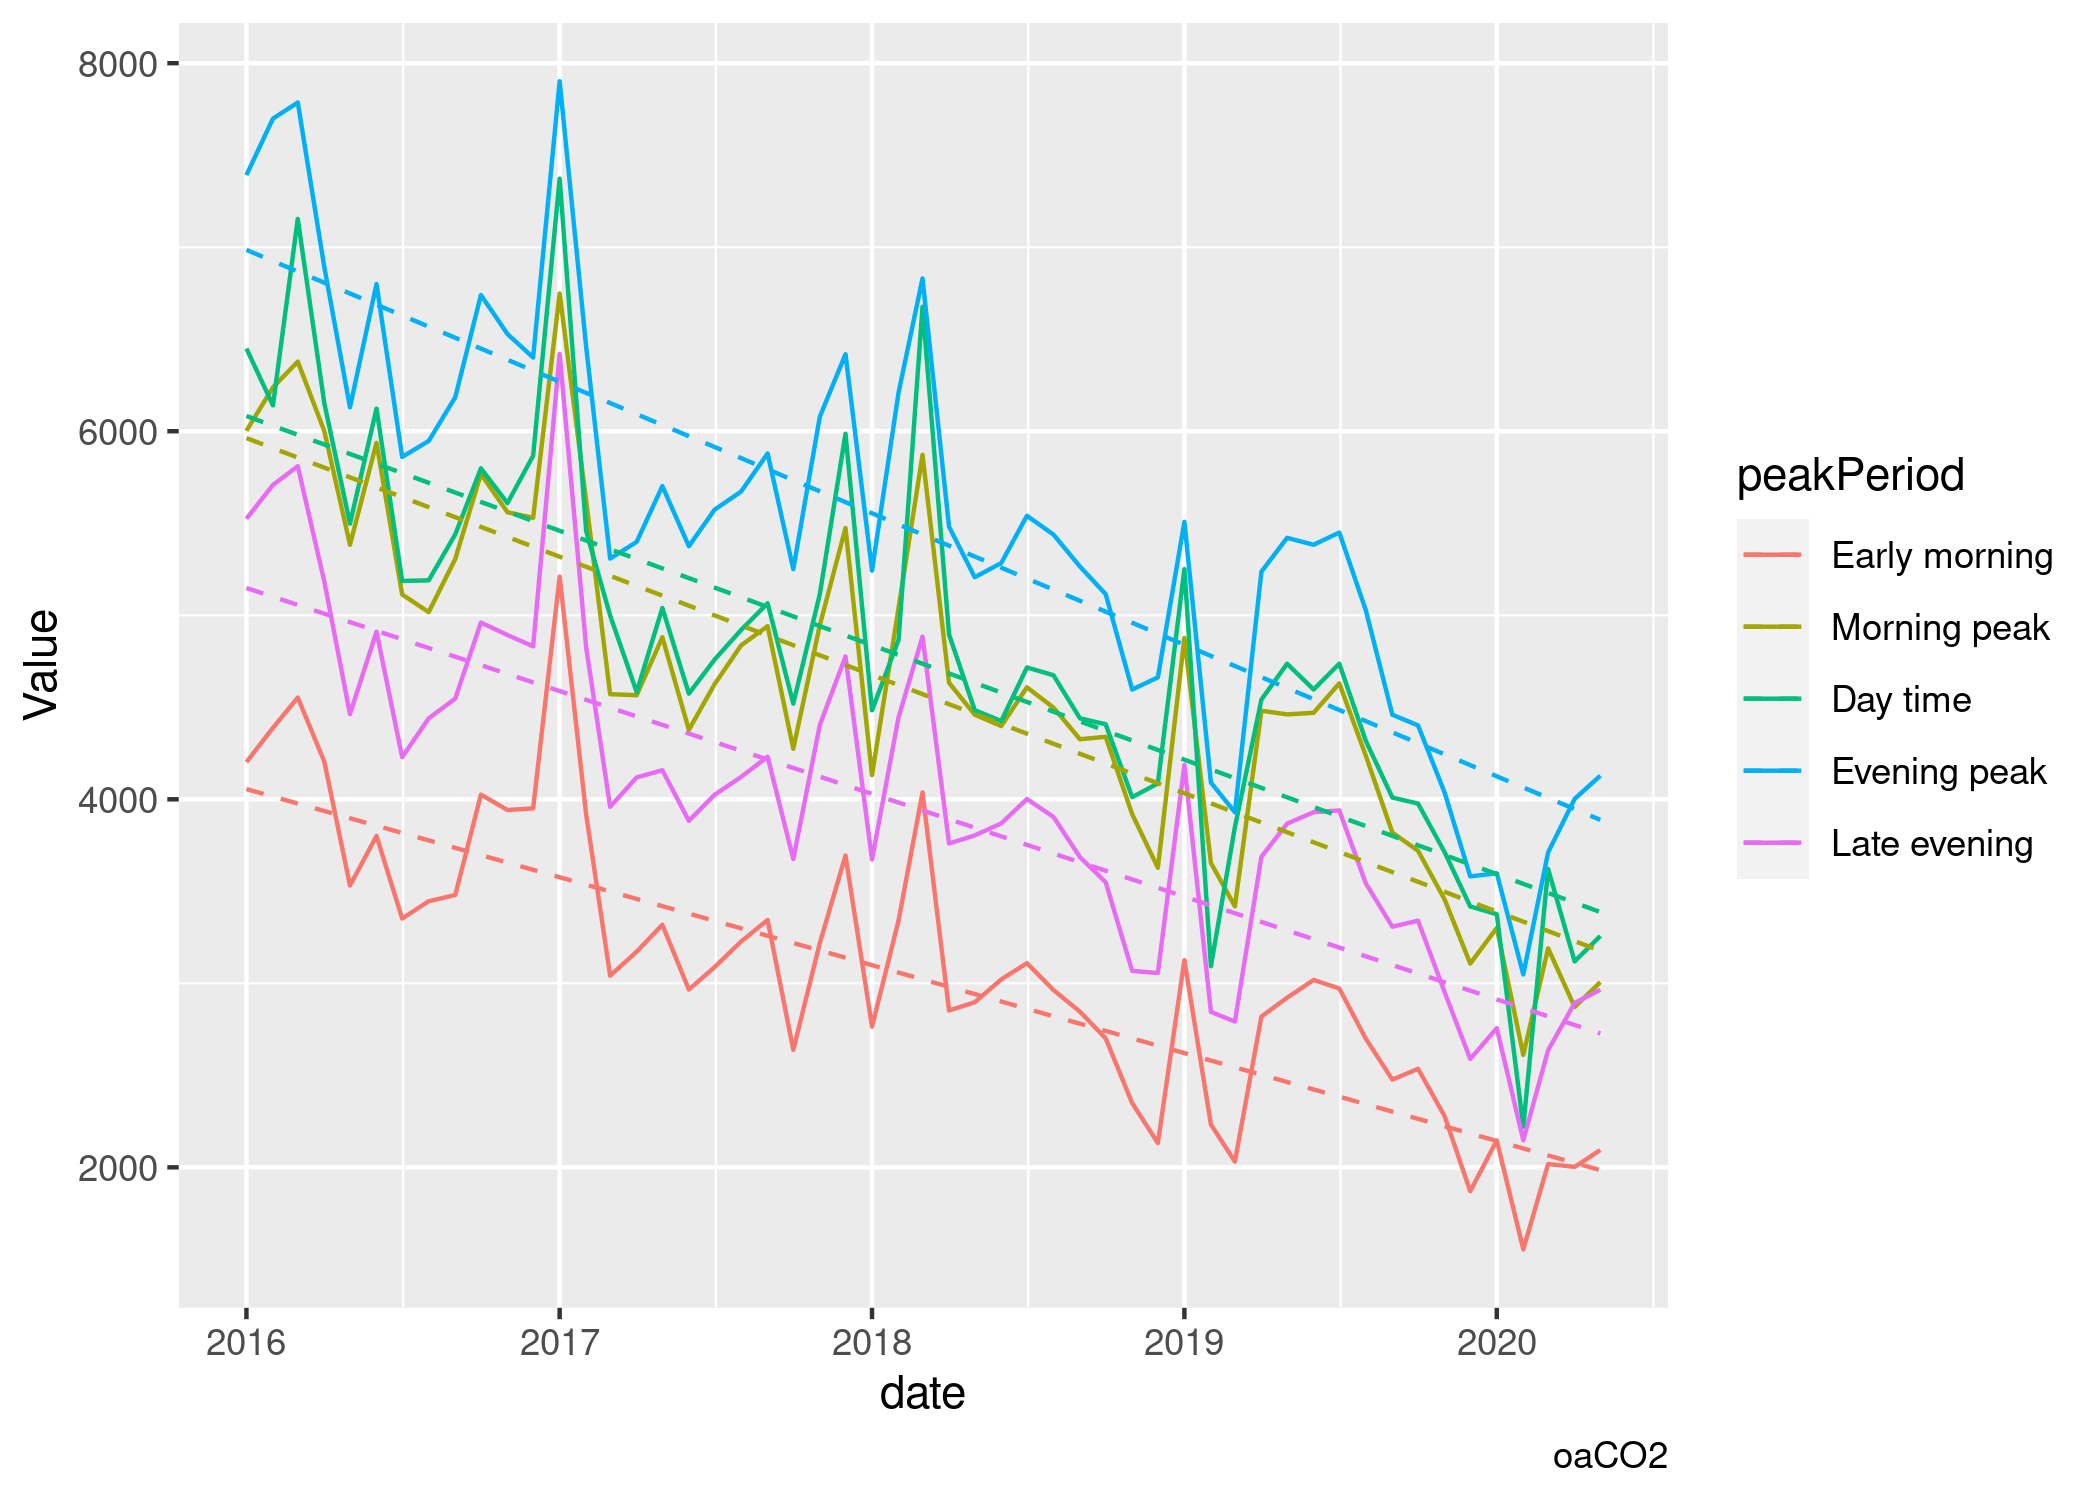 8000
6000
4000
2000
Value
2016 2017 2018 2019 2020
date
peakPeriod
Early morning
Morning peak
Day time
Evening peak
Late evening
oaCO2